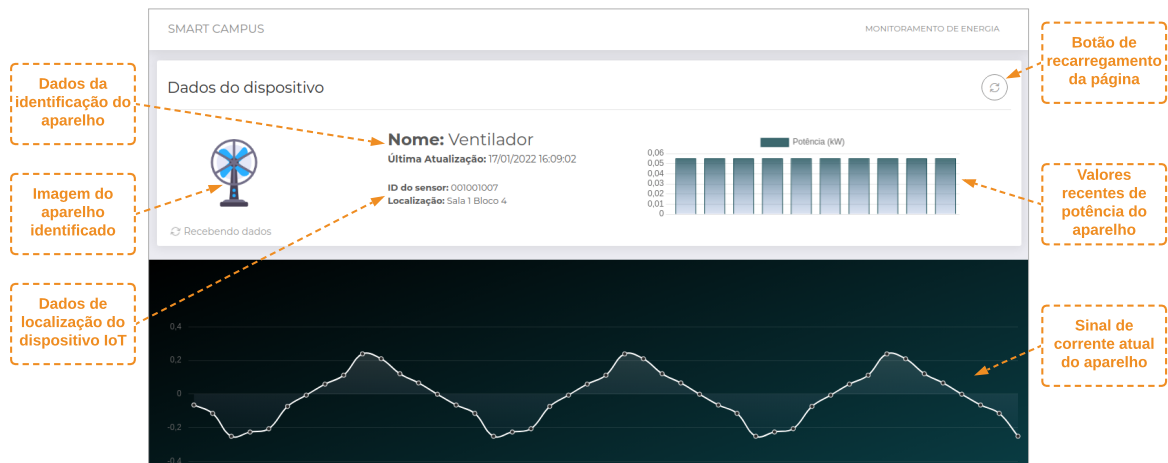 SMART CAMPUS
MONITORAMENTO DE ENERGIA
Botão de
recarregamento
da página
Dados da
identificação do
aparelho
Dados do dispositivo
Nome: Ventilador
Última Atualização: 17/01/2022 16:09:02
ID do sensor: 001001007
Localização: Sala 1 Bloco 4
Potência (kW)
0,06
0,05
0,04
0,03
0,02
0,01
0
Imagem do
aparelho
identificado
Valores
recentes de
potência do
aparelho
Recebendo dados
Dados de
localização do
dispositivo IoT
Sinal de
corrente atual
do aparelho
0,4
0,2
0
-0,2
-0,4